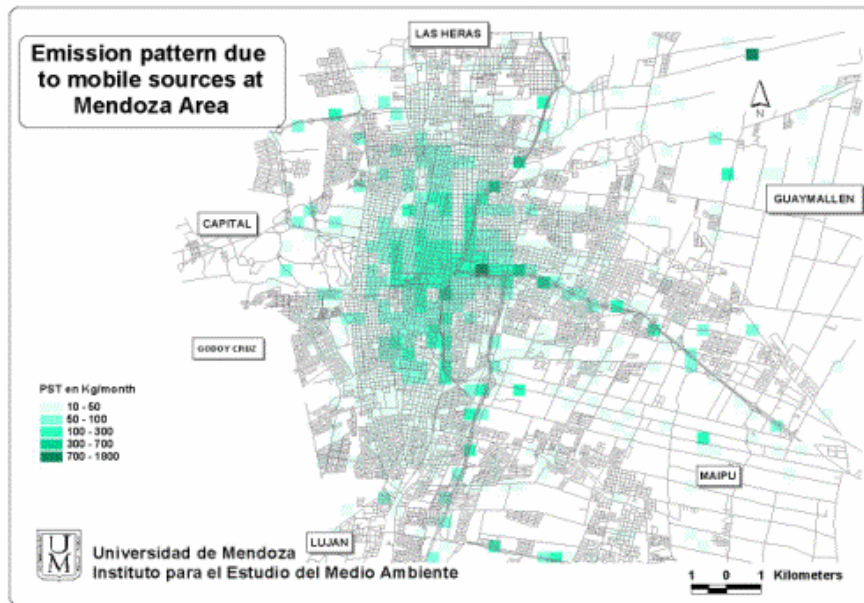 LAS HERAS
Emission pattern due
to mobile sources at
Mendoza Area
N
GUAYMALLEN
CAPITAL
GODOY CRUZ
PST en Kg/month
10 - 50
50 - 100
100 - 300
300 - 700
700 - 1800
MAIPU
LUJAN
UM
Universidad de Mendoza
Instituto para el Estudio del Medio Ambiente
1 0 1 Kilometers